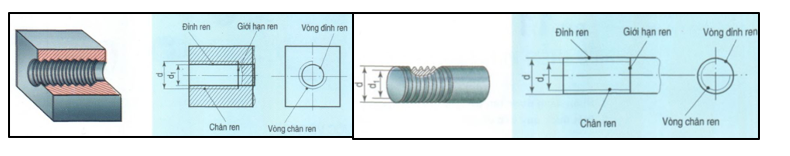 Đỉnh ren
Giới hạn ren
Vòng đỉnh ren
d
d₁
Chân ren
Vòng chân ren
d
d₁
Đỉnh ren
Giới hạn ren
Vòng đỉnh ren
d
d₁
Chân ren
Vòng chân ren